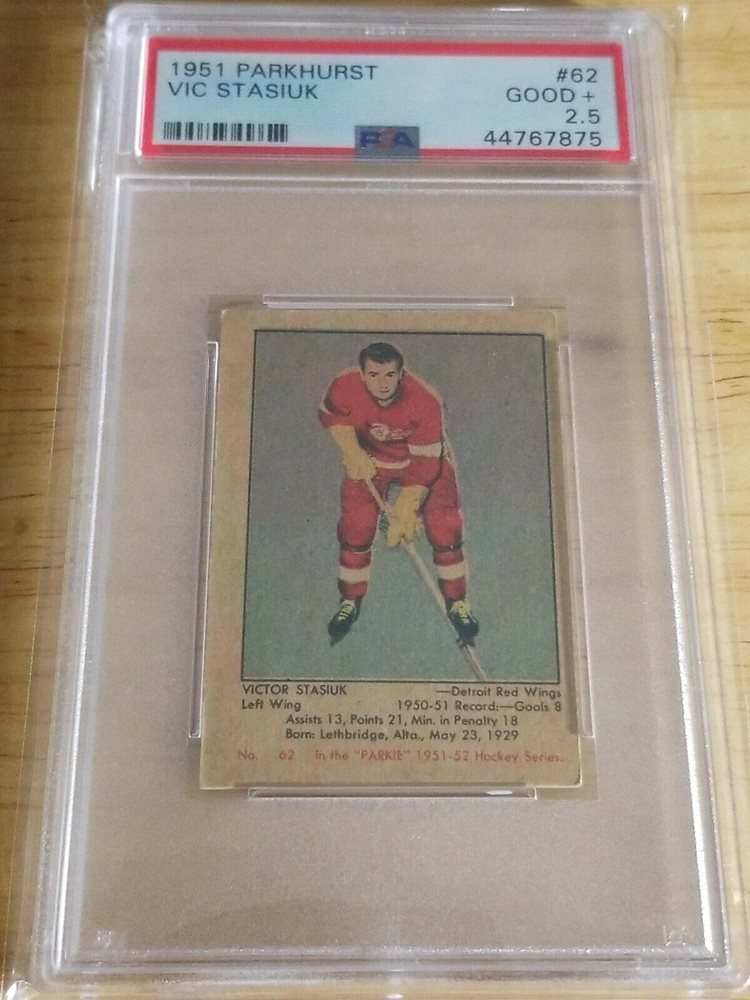 1951 PARKHURST #62
VIC STASIUK GOOD +
2.5
PSA 44767875
VICTOR STASIUK —Detroit Red Wings
Left Wing 1950-51 Record:—Goals 8
Assists 13, Points 21, Min. in Penalty 18
Born: Lethbridge, Alta., May 23, 1929
No. 62 In the "PARKIE" 1951-52 Hockey Series.